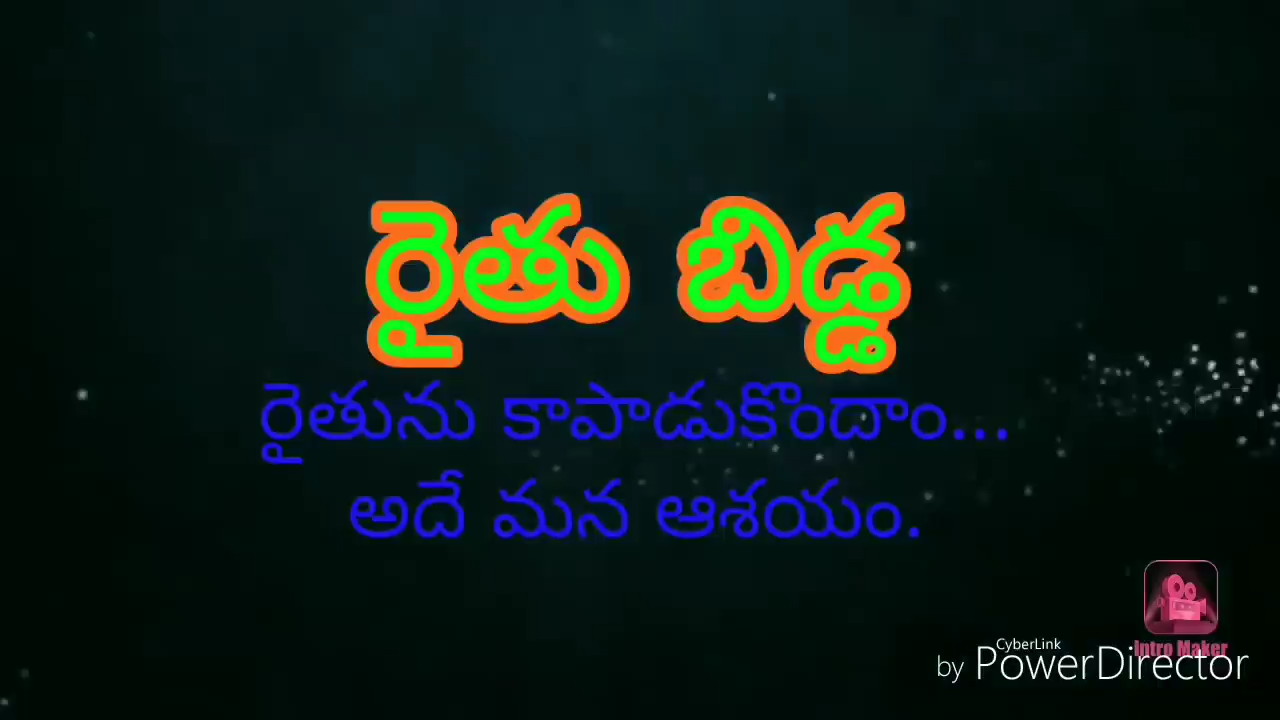 రైతు బిడ్డ
రైతును కాపాడుకొందాం...
అదే మన ఆశయం.
Intro Maker
CyberLink
by PowerDirector